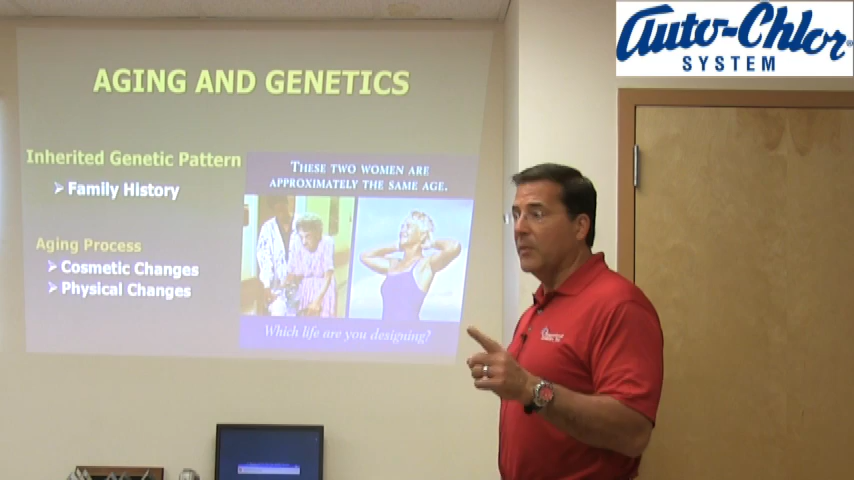 Auto-Chlor
SYSTEM
AGING AND GENETICS
Inherited Genetic Pattern
➢ Family History
Aging Process
➢ Cosmetic Changes
➢ Physical Changes
THESE TWO WOMEN ARE
APPROXIMATELY THE SAME AGE.
Which life are you designing?